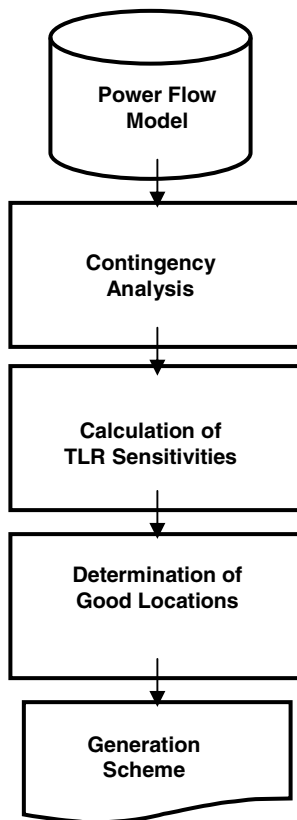 Power Flow
Model
Contingency
Analysis
Calculation of
TLR Sensitivities
Determination of
Good Locations
Generation
Scheme